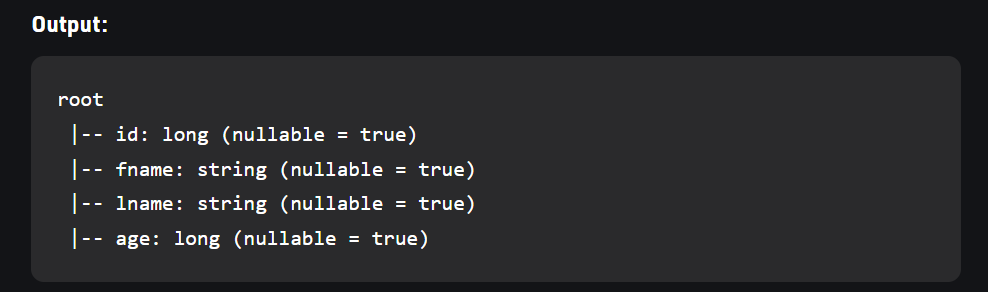 Output:
root
 |-- id: long (nullable = true)
 |-- fname: string (nullable = true)
 |-- lname: string (nullable = true)
 |-- age: long (nullable = true)